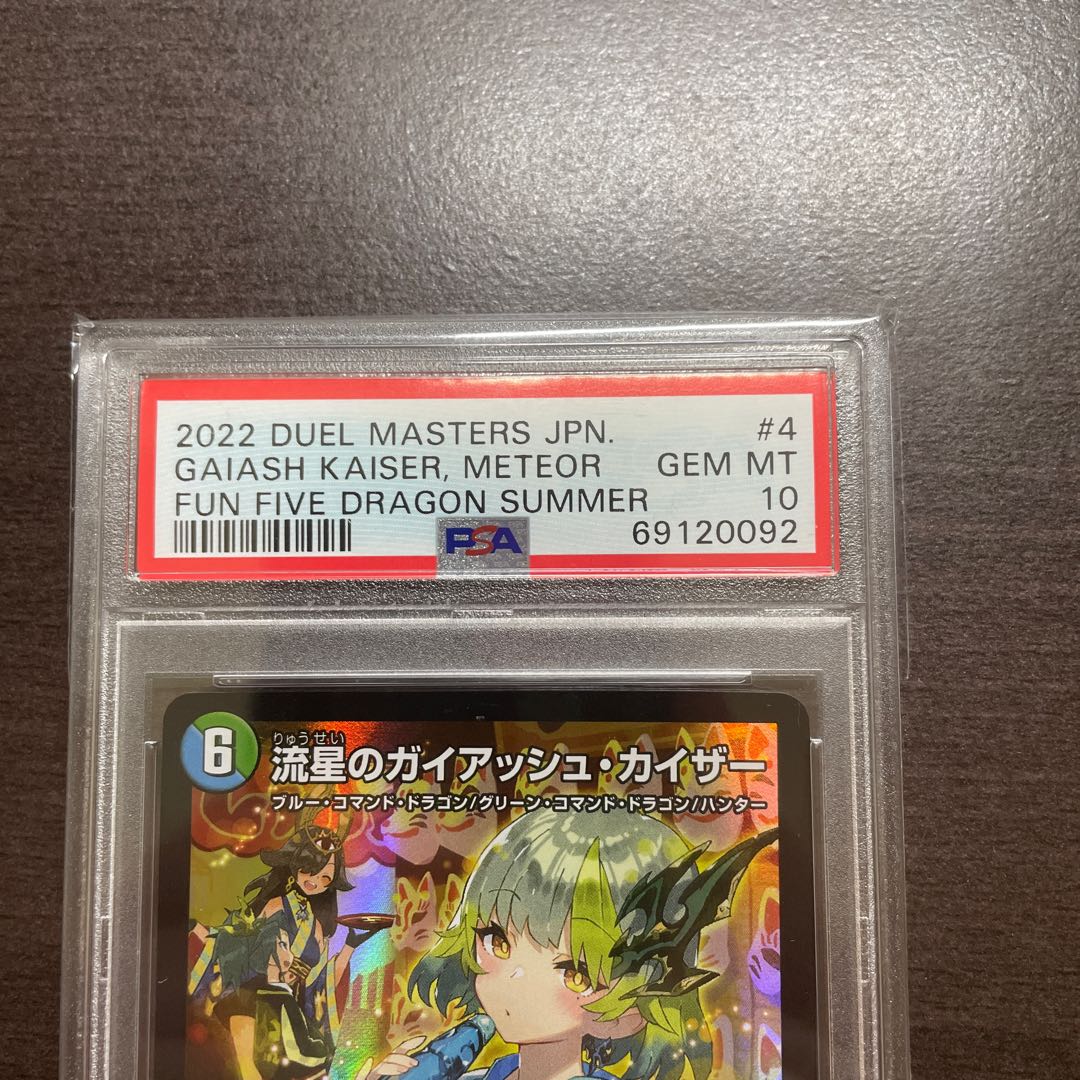 2022 DUEL MASTERS JPN. #4
GAIASH KAISER, METEOR GEM MT
FUN FIVE DRAGON SUMMER 10
PSA 69120092
6
りゅうせい
流星のガイアッシュ・カイザー
ブルー・コマンド・ドラゴン/グリーン・コマンド・ドラゴン/ハンター